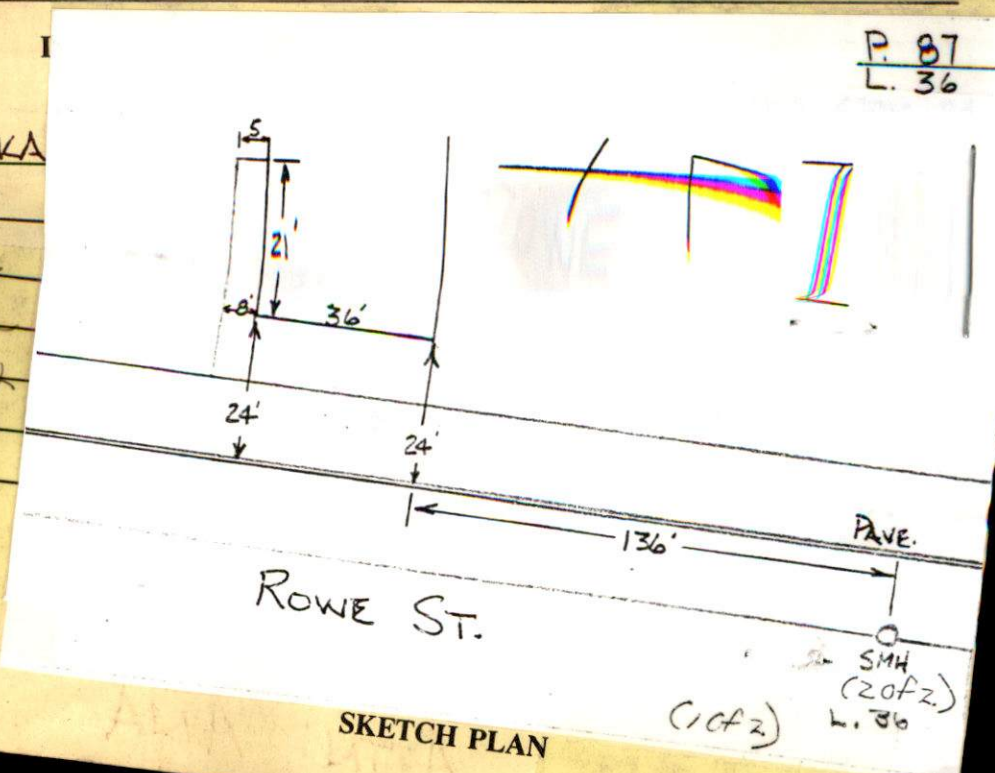 P. 87
L. 36
5
21'
8'
36'
24'
24'
136'
PAVE.
ROWE ST.
SMH
(2 of 2)
L. 36
(1 of 2)
SKETCH PLAN